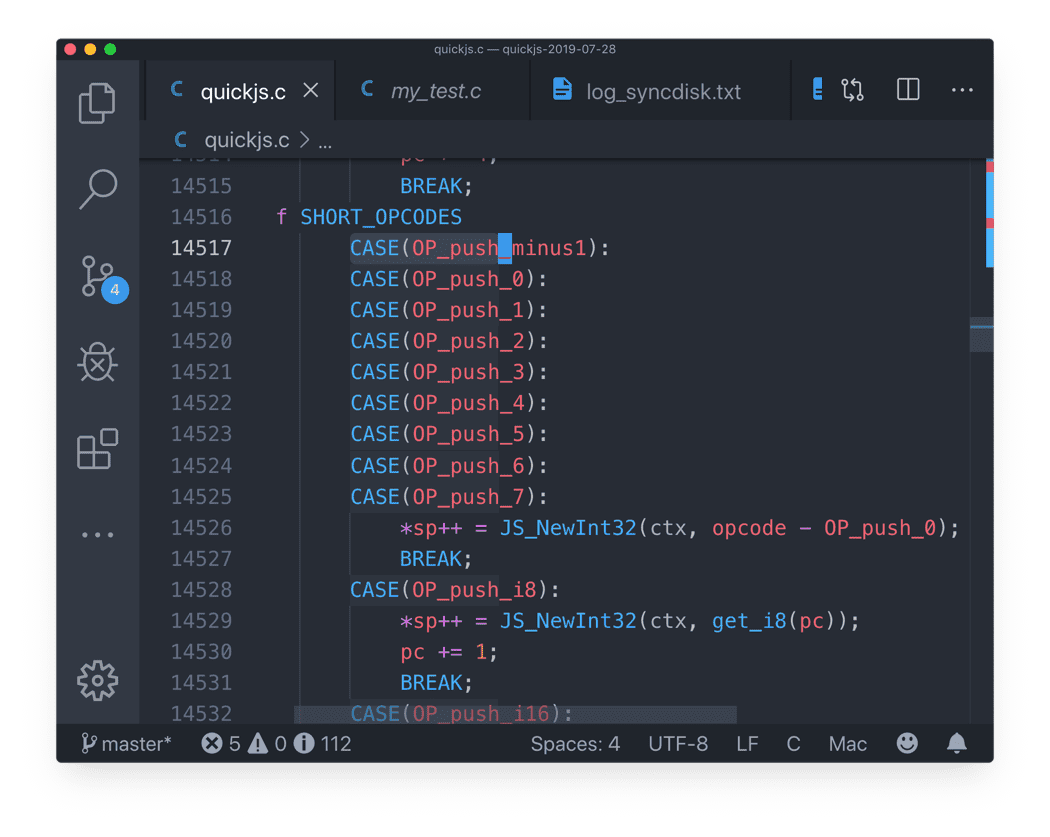 quickjs.c — quickjs-2019-07-28
C quickjs.c × C my_test.c log_syncdisk.txt ...
C quickjs.c > ...
14515 BREAK;
14516 f SHORT_OPCODES
14517 CASE(OP_push_minus1):
14518 CASE(OP_push_0):
14519 CASE(OP_push_1):
14520 CASE(OP_push_2):
14521 CASE(OP_push_3):
14522 CASE(OP_push_4):
14523 CASE(OP_push_5):
14524 CASE(OP_push_6):
14525 CASE(OP_push_7):
14526 *sp++ = JS_NewInt32(ctx, opcode - OP_push_0);
14527 BREAK;
14528 CASE(OP_push_i8):
14529 *sp++ = JS_NewInt32(ctx, get_i8(pc));
14530 pc += 1;
14531 BREAK;
14532 CASE(OP_push_i16):
4
master* 5 0 112 Spaces: 4 UTF-8 LF C Mac